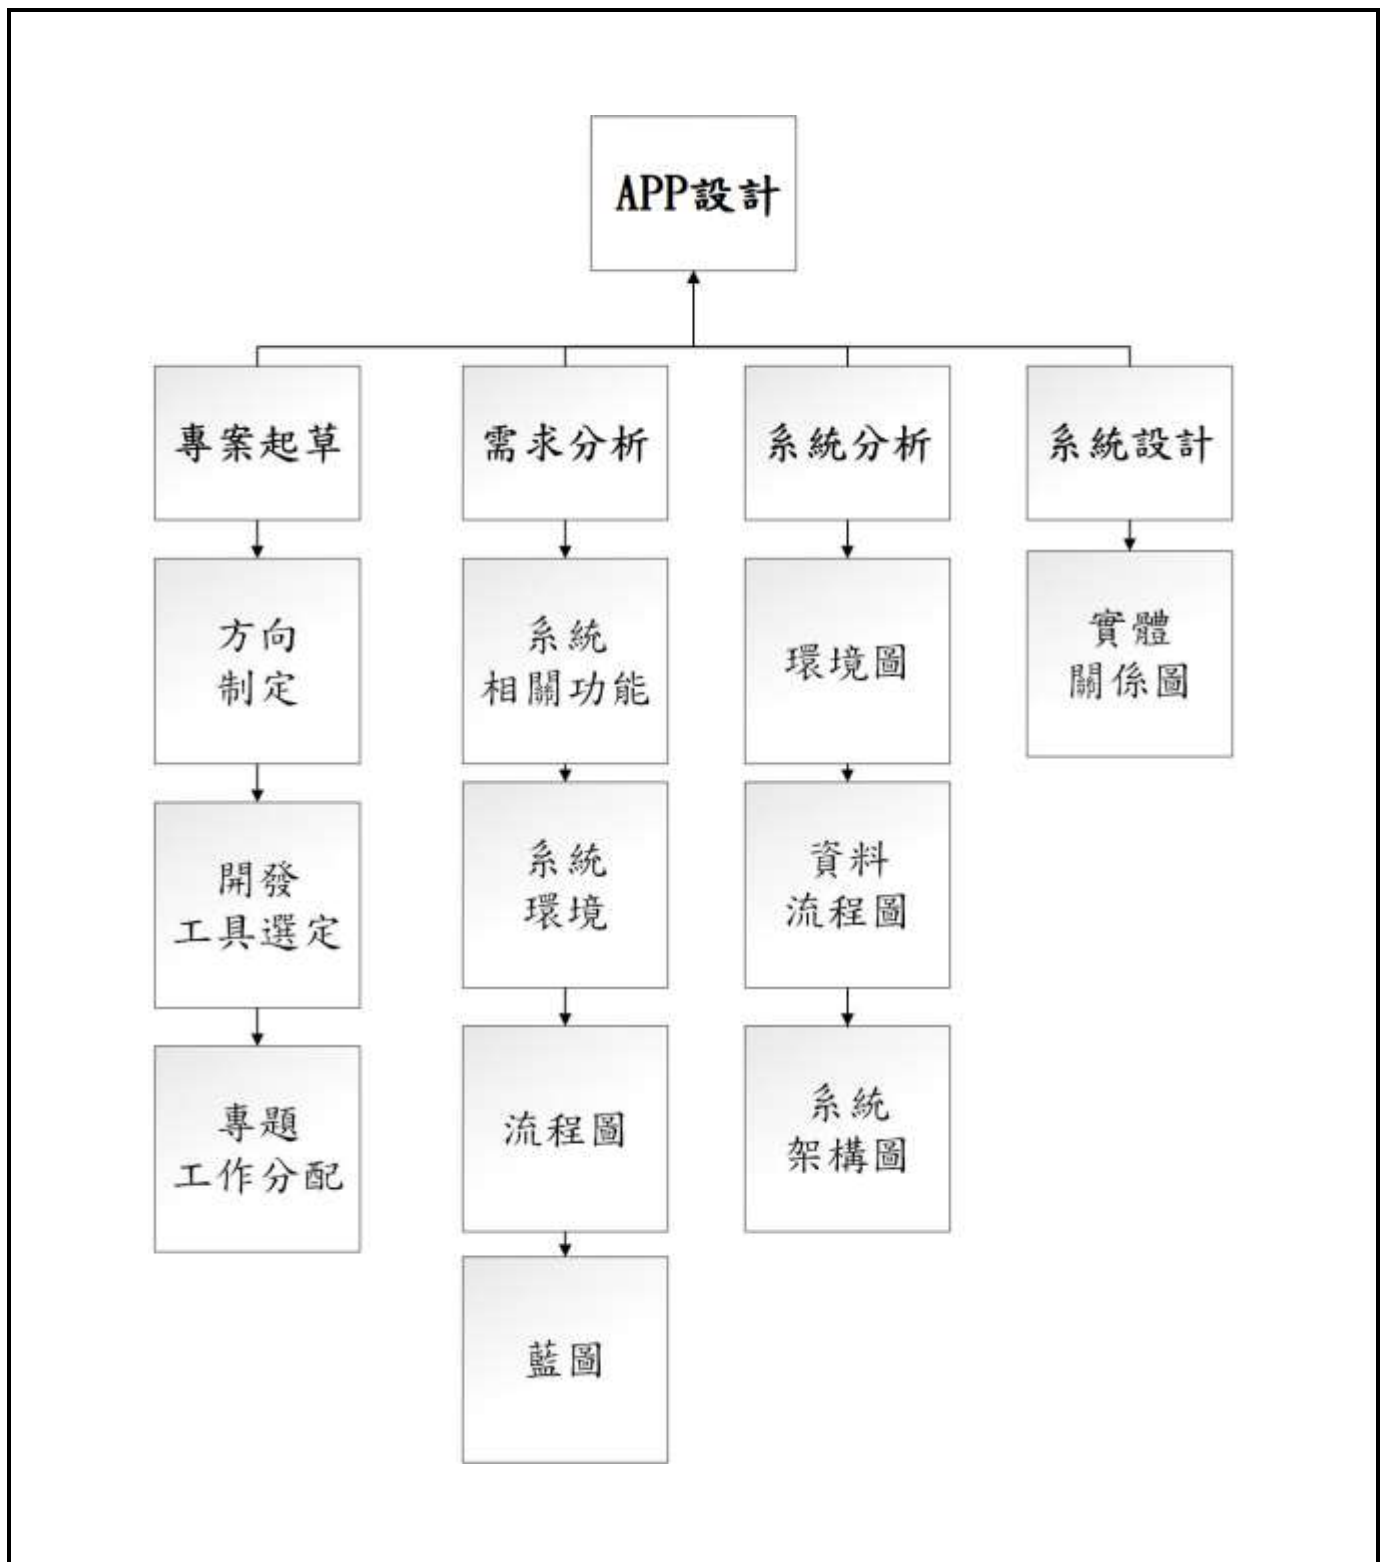 APP設計
專案起草
需求分析
系統分析
系統設計
方向
制定
系統
相關功能
環境圖
實體
關係圖
開發
工具選定
系統
環境
資料
流程圖
專題
工作分配
流程圖
系統
架構圖
藍圖